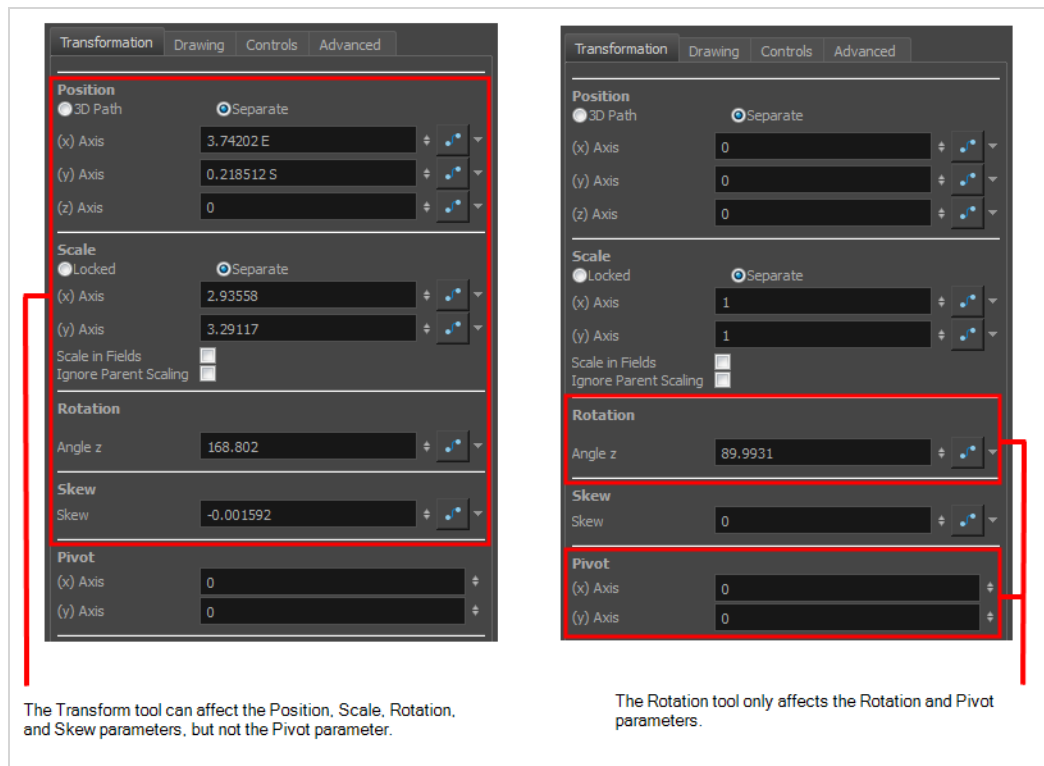 Transformation Drawing Controls Advanced
Position
3D Path Separate
(x) Axis 3.74202 E
(y) Axis 0.218512 S
(z) Axis 0
Scale
Locked Separate
(x) Axis 2.93558
(y) Axis 3.29117
Scale in Fields
Ignore Parent Scaling
Rotation
Angle z 168.802
Skew
Skew -0.001592
Pivot
(x) Axis 0
(y) Axis 0
The Transform tool can affect the Position, Scale, Rotation,
and Skew parameters, but not the Pivot parameter.
Transformation Drawing Controls Advanced
Position
3D Path Separate
(x) Axis 0
(y) Axis 0
(z) Axis 0
Scale
Locked Separate
(x) Axis 1
(y) Axis 1
Scale in Fields
Ignore Parent Scaling
Rotation
Angle z 89.9931
Skew
Skew 0
Pivot
(x) Axis 0
(y) Axis 0
The Rotation tool only affects the Rotation and Pivot
parameters.